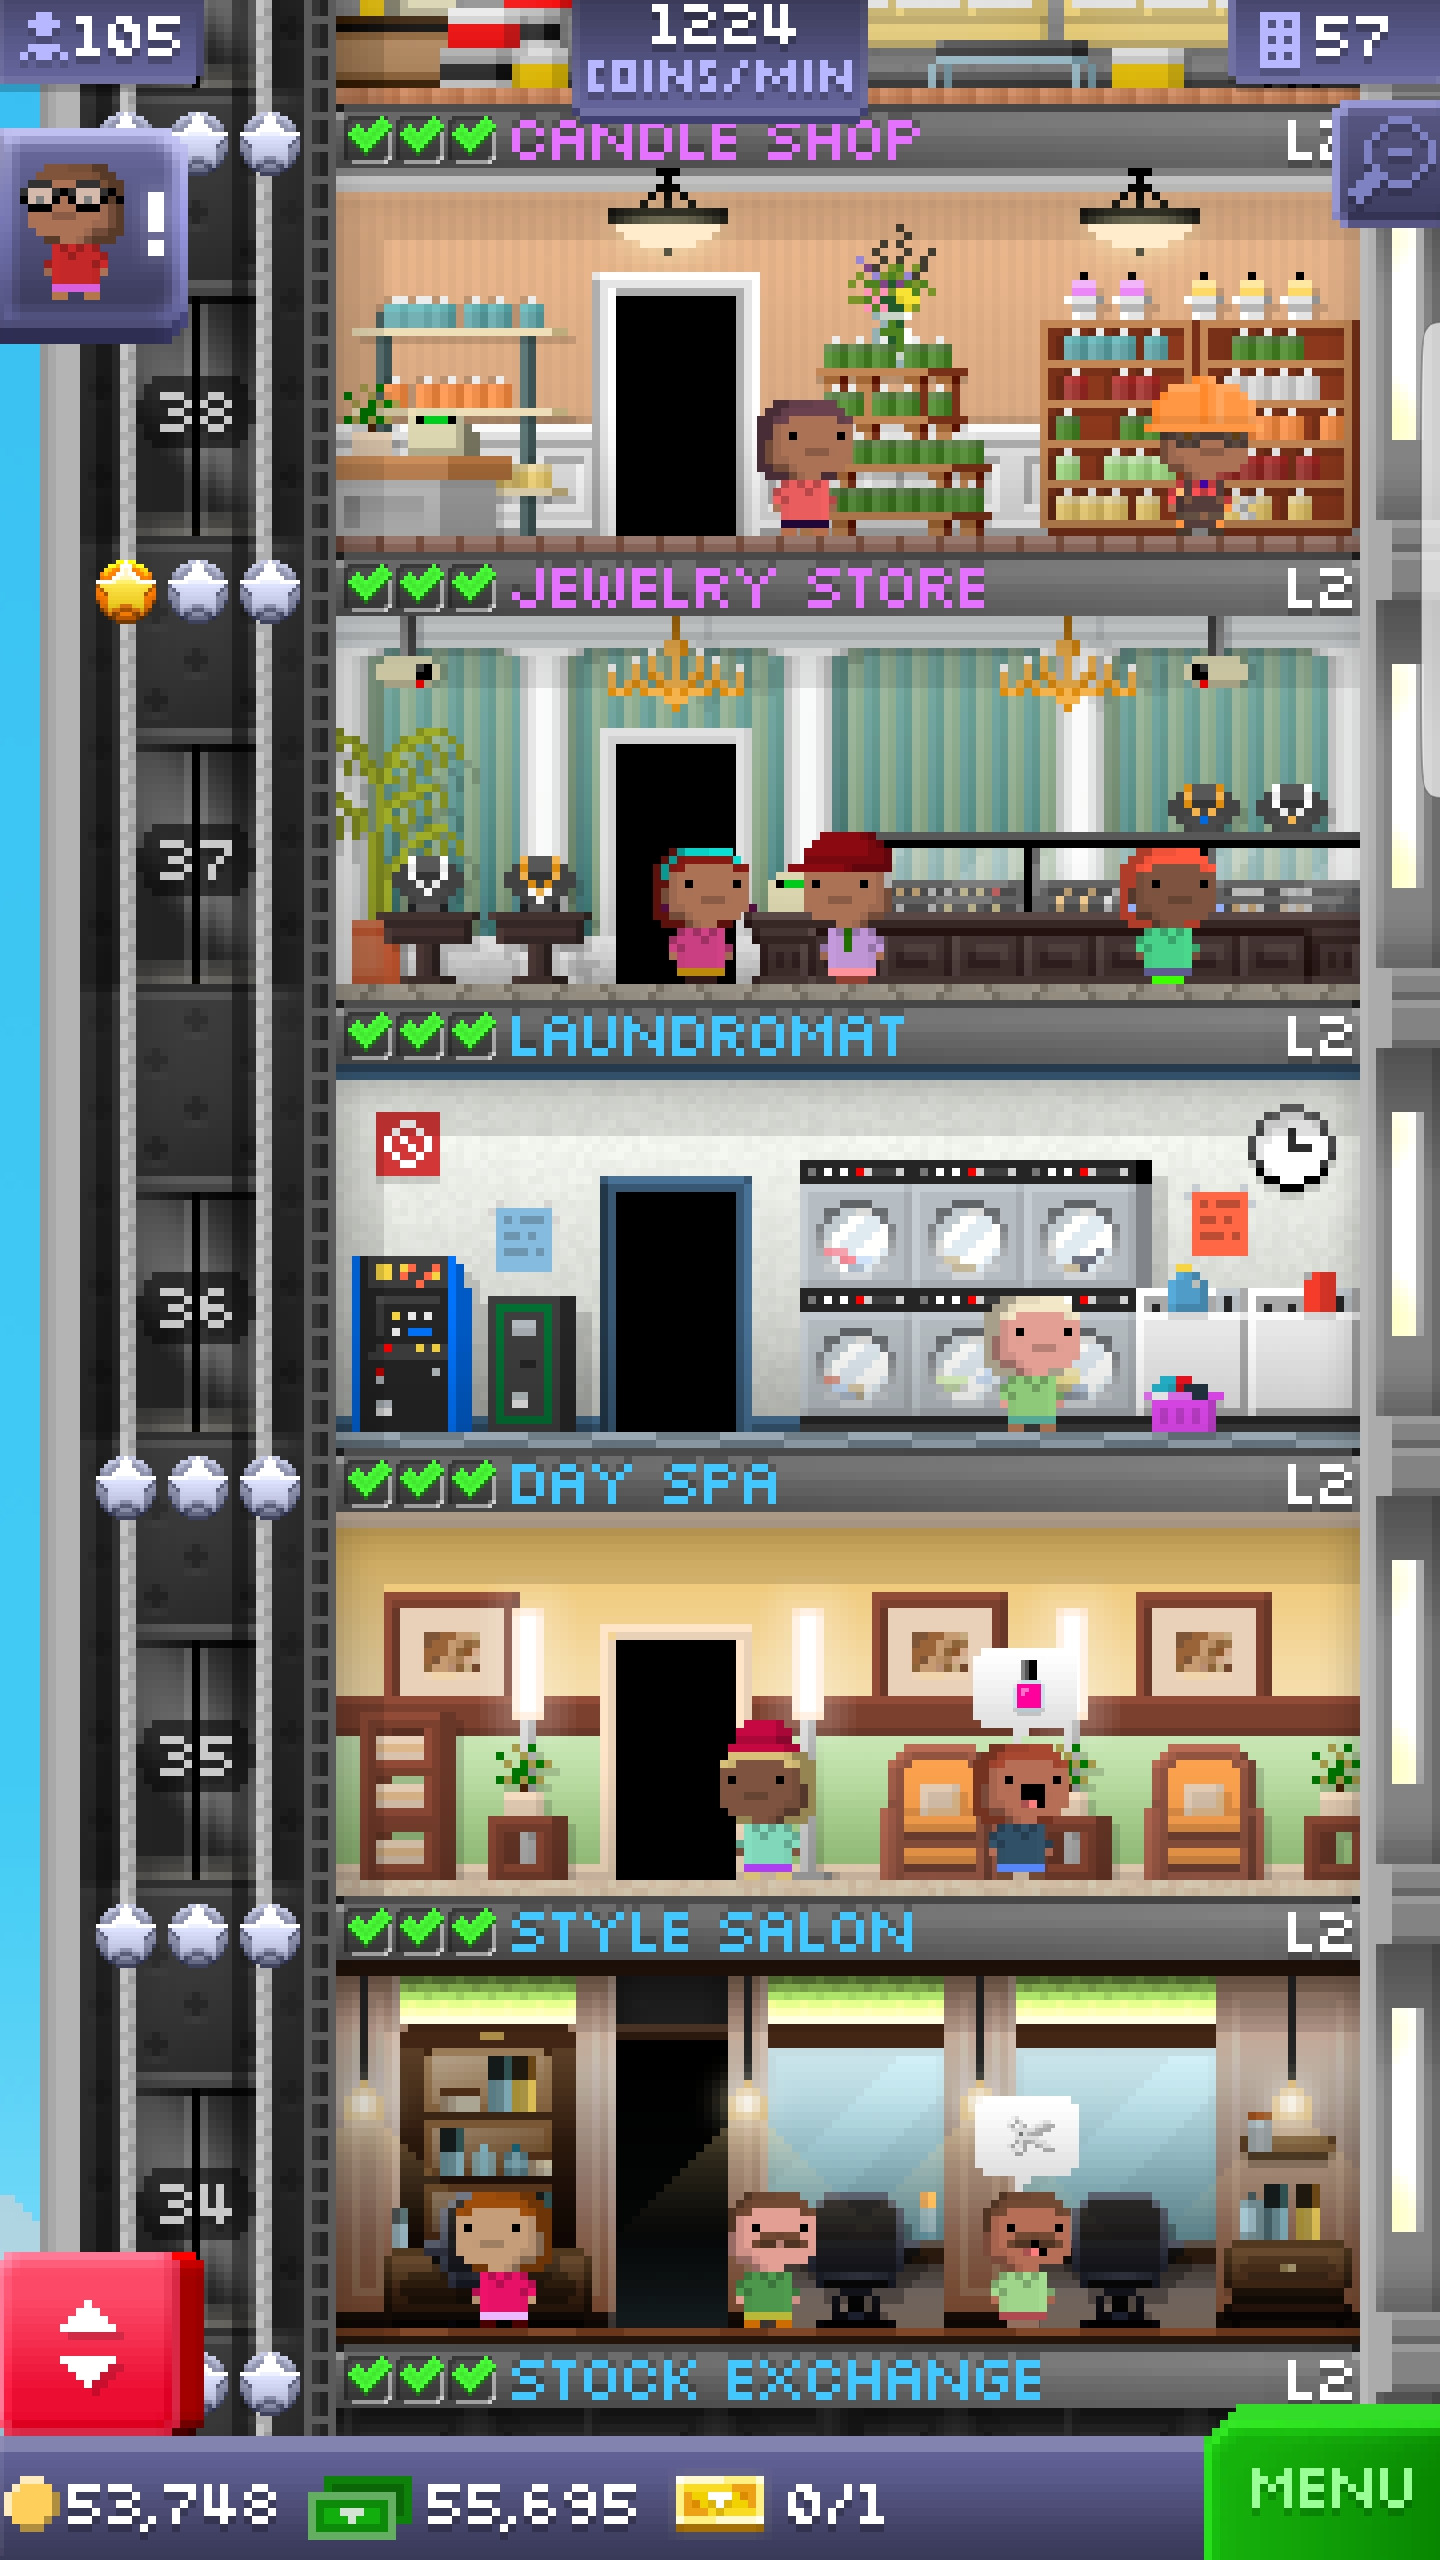 105
1224
COINS/MIN
57
CANDLE SHOP L2
!
38
JEWELRY STORE L2
37
LAUNDROMAT L2
36
DAY SPA L2
35
STYLE SALON L2
34
STOCK EXCHANGE L2
53,748 55,695 0/1
MENU